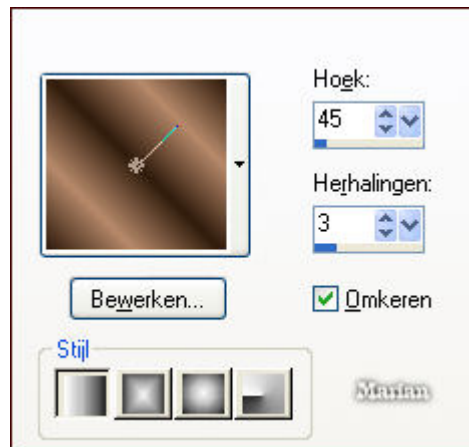 Hoek:
45
Herhalingen:
3
Bewerken...
Omkeren
Stijl
Marian